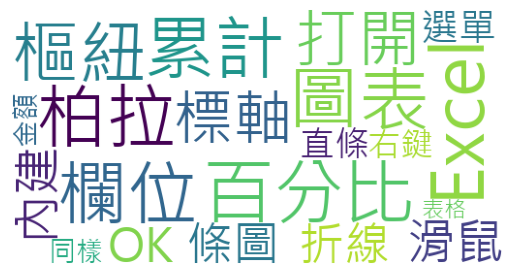 樞紐
累計
打開
選單
金額
柏拉
標軸
圖表
Excel
直條
右鍵
內建
欄位
百分比
表格
同樣
OK
條圖
折線
滑鼠